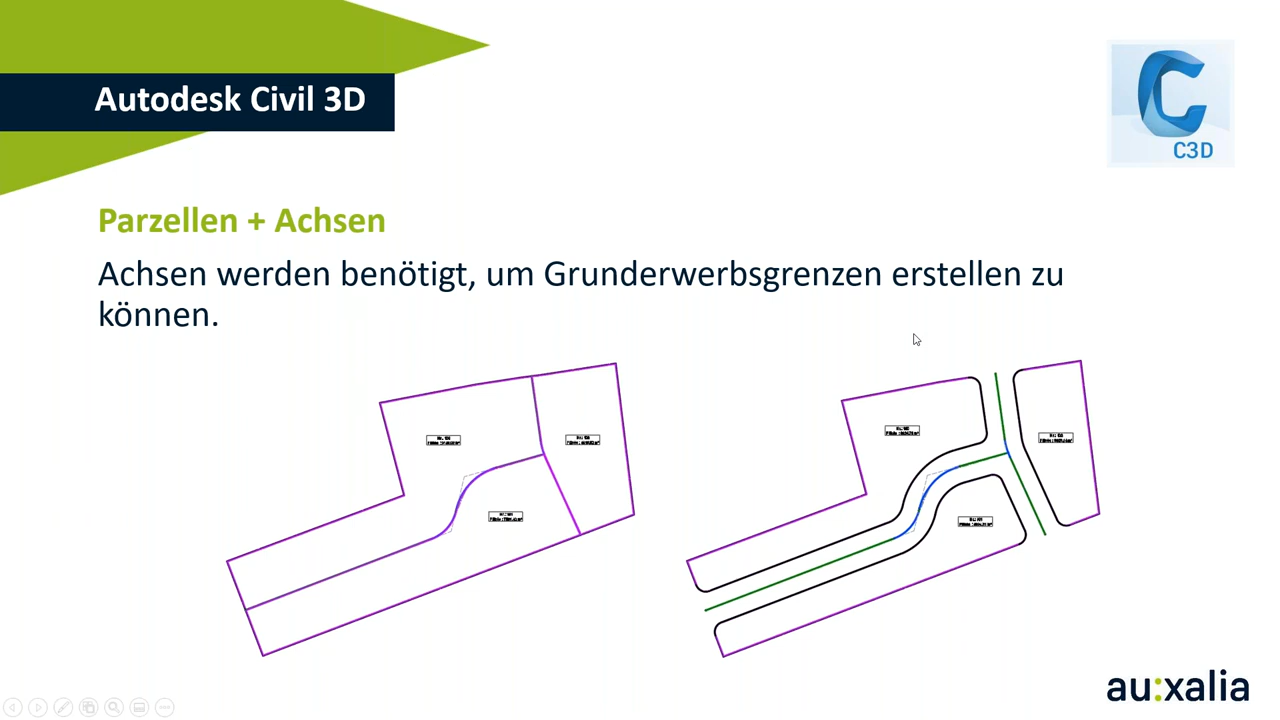 Autodesk Civil 3D
C3D
Parzellen + Achsen
Achsen werden benötigt, um Grunderwerbsgrenzen erstellen zu
können.
au:xalia